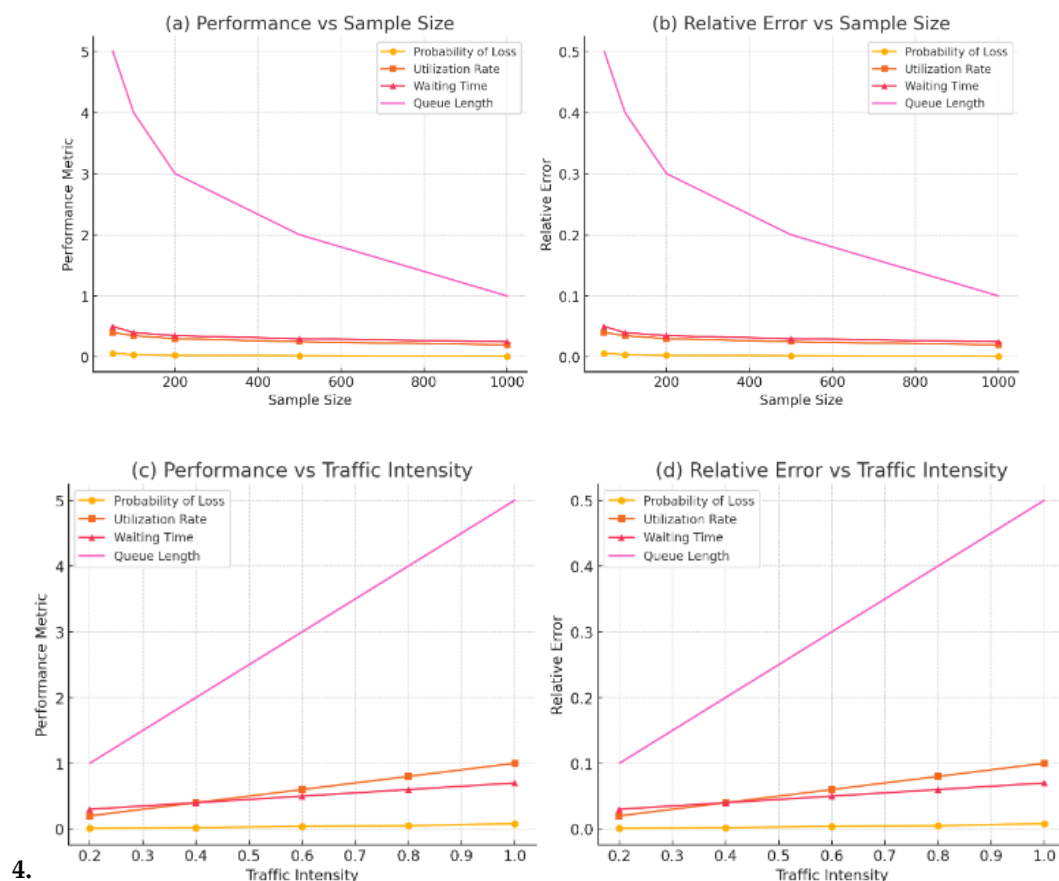 (a) Performance vs Sample Size
5
4
3
2
1
0
Performance Metric
Probability of Loss
Utilization Rate
Waiting Time
Queue Length
200 400 600 800 1000
Sample Size
(b) Relative Error vs Sample Size
0.5
0.4
0.3
0.2
0.1
0.0
Relative Error
Probability of Loss
Utilization Rate
Waiting Time
Queue Length
200 400 600 800 1000
Sample Size
(c) Performance vs Traffic Intensity
5
4
3
2
1
0
Performance Metric
Probability of Loss
Utilization Rate
Waiting Time
Queue Length
0.2 0.3 0.4 0.5 0.6 0.7 0.8 0.9 1.0
Traffic Intensity
(d) Relative Error vs Traffic Intensity
0.5
0.4
0.3
0.2
0.1
0.0
Relative Error
Probability of Loss
Utilization Rate
Waiting Time
Queue Length
0.2 0.3 0.4 0.5 0.6 0.7 0.8 0.9 1.0
Traffic Intensity
4.